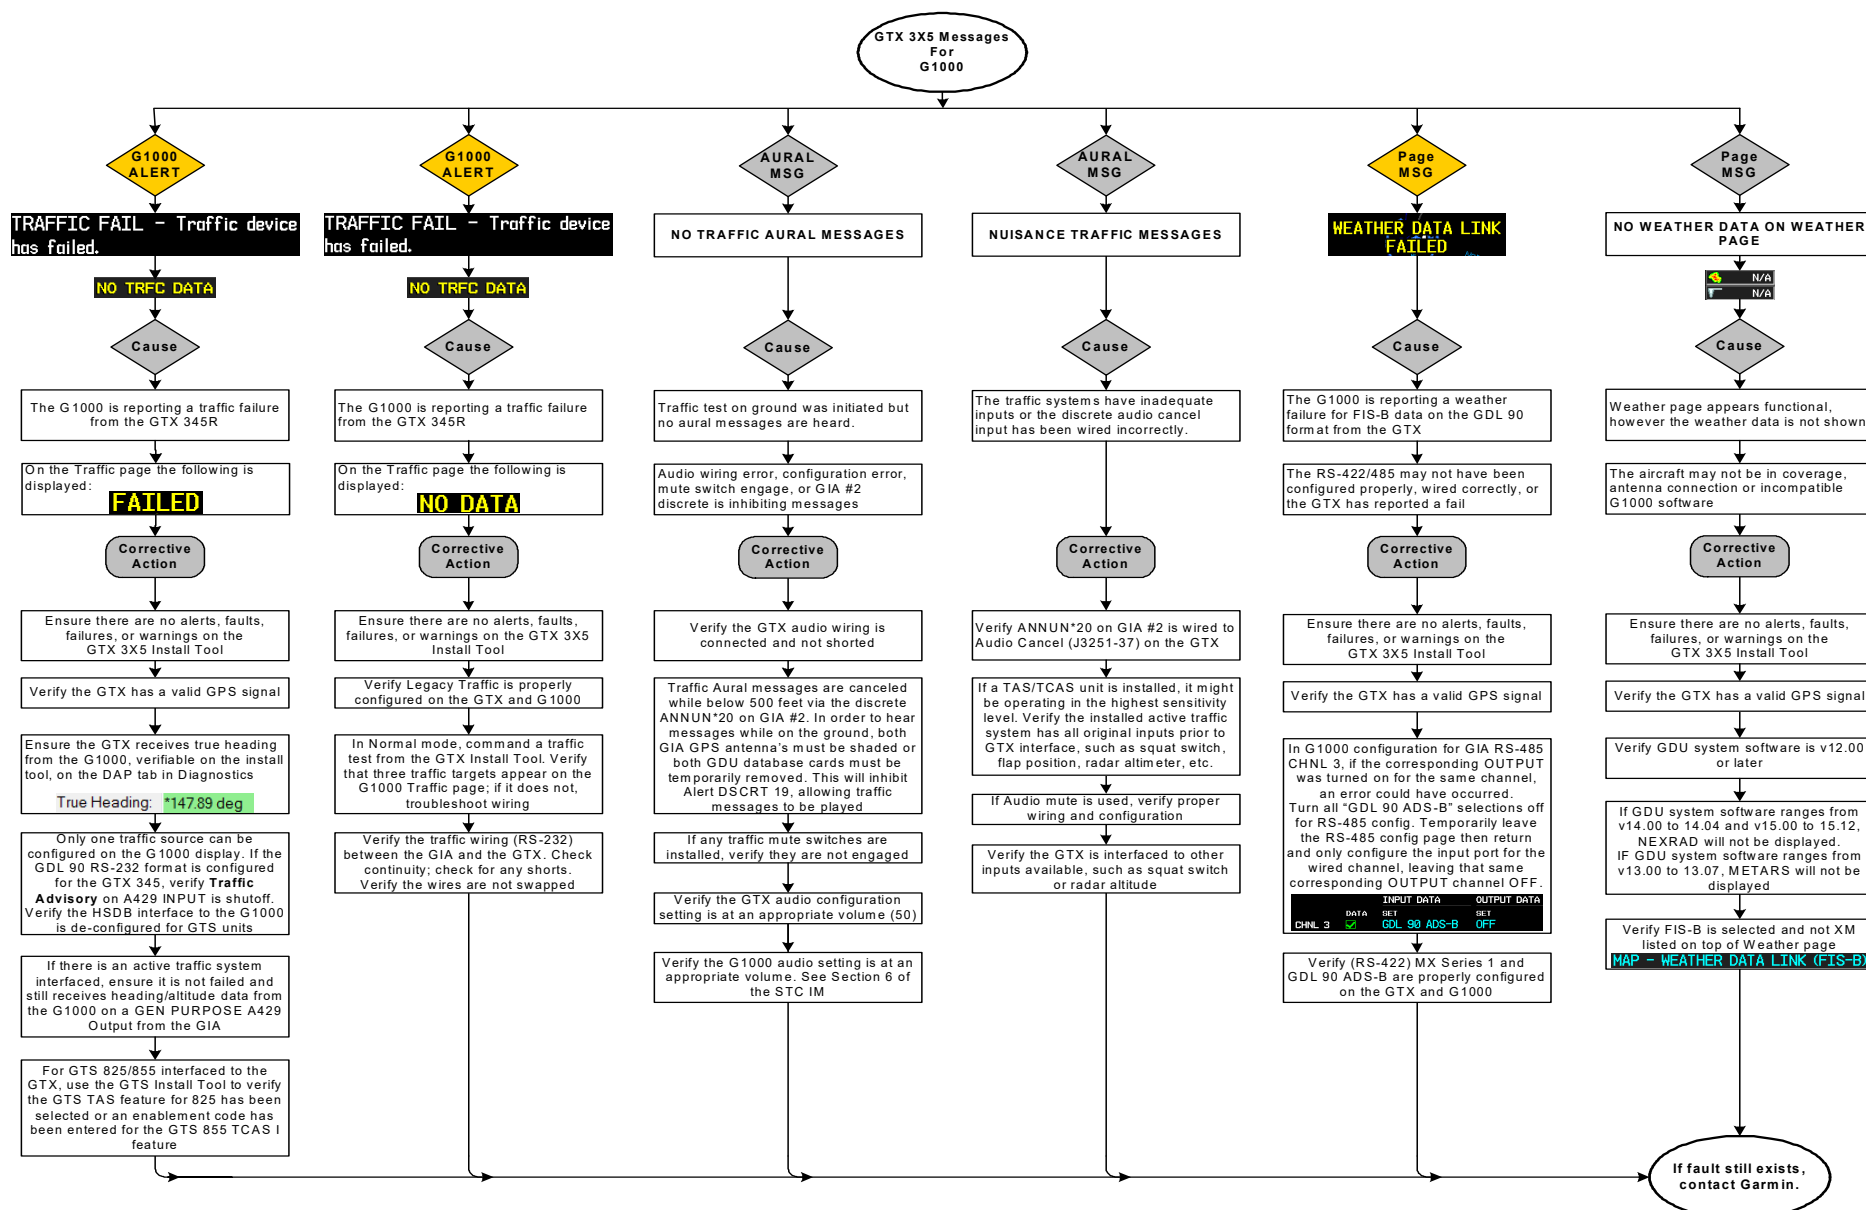 GTX 3X5 Messages
For
G1000
G1000
ALERT
TRAFFIC FAIL – Traffic device
has failed.
NO TRFC DATA
Cause
The G1000 is reporting a traffic failure
from the GTX 345R
On the Traffic page the following is
displayed:
FAILED
Corrective
Action
Ensure there are no alerts, faults,
failures, or warnings on the
GTX 3X5 Install Tool
Verify the GTX has a valid GPS signal
Ensure the GTX receives true heading
from the G1000, verifiable on the install
tool, on the DAP tab in Diagnostics
True Heading: *147.89 deg
Only one traffic source can be
configured on the G1000 display. If the
GDL 90 RS-232 format is configured
for the GTX 345, verify Traffic
Advisory on A429 INPUT is shutoff.
Verify the HSDB interface to the G1000
is de-configured for GTS units
If there is an active traffic system
interfaced, ensure it is not failed and
still receives heading/altitude data from
the G1000 on a GEN PURPOSE A429
Output from the GIA
For GTS 825/855 interfaced to the
GTX, use the GTS Install Tool to verify
the GTS TAS feature for 825 has been
selected or an enablement code has
been entered for the GTS 855 TCAS I
feature
G1000
ALERT
TRAFFIC FAIL – Traffic device
has failed.
NO TRFC DATA
Cause
The G1000 is reporting a traffic failure
from the GTX 345R
On the Traffic page the following is
displayed:
NO DATA
Corrective
Action
Ensure there are no alerts, faults,
failures, or warnings on the GTX 3X5
Install Tool
Verify Legacy Traffic is properly
configured on the GTX and G1000
In Normal mode, command a traffic
test from the GTX Install Tool. Verify
that three traffic targets appear on the
G1000 Traffic page; if it does not,
troubleshoot wiring
Verify the traffic wiring (RS-232)
between the GIA and the GTX. Check
continuity; check for any shorts.
Verify the wires are not swapped
AURAL
MSG
NO TRAFFIC AURAL MESSAGES
Cause
Traffic test on ground was initiated but
no aural messages are heard.
Audio wiring error, configuration error,
mute switch engage, or GIA #2
discrete is inhibiting messages
Corrective
Action
Verify the GTX audio wiring is
connected and not shorted
Traffic Aural messages are canceled
while below 500 feet via the discrete
ANNUN*20 on GIA #2. In order to hear
messages while on the ground, both
GIA GPS antenna's must be shaded or
both GDU database cards must be
temporarily removed. This will inhibit
Alert DSCRT 19, allowing traffic
messages to be played
If any traffic mute switches are
installed, verify they are not engaged
Verify the GTX audio configuration
setting is at an appropriate volume (50)
Verify the G1000 audio setting is at an
appropriate volume. See Section 6 of
the STC IM
AURAL
MSG
NUISANCE TRAFFIC MESSAGES
Cause
The traffic systems have inadequate
inputs or the discrete audio cancel
input has been wired incorrectly.
Corrective
Action
Verify ANNUN*20 on GIA #2 is wired to
Audio Cancel (J3251-37) on the GTX
If a TAS/TCAS unit is installed, it might
be operating in the highest sensitivity
level. Verify the installed active traffic
system has all original inputs prior to
GTX interface, such as squat switch,
flap position, radar altimeter, etc.
If Audio mute is used, verify proper
wiring and configuration
Verify the GTX is interfaced to other
inputs available, such as squat switch
or radar altitude
Page
MSG
WEATHER DATA LINK
FAILED
Cause
The G1000 is reporting a weather
failure for FIS-B data on the GDL 90
format from the GTX
The RS-422/485 may not have been
configured properly, wired correctly, or
the GTX has reported a fail
Corrective
Action
Ensure there are no alerts, faults,
failures, or warnings on the
GTX 3X5 Install Tool
Verify the GTX has a valid GPS signal
In G1000 configuration for GIA RS-485
CHNL 3, if the corresponding OUTPUT
was turned on for the same channel,
an error could have occurred.
Turn all “GDL 90 ADS-B” selections off
for RS-485 config. Temporarily leave
the RS-485 config page then return
and only configure the input port for the
wired channel, leaving that same
corresponding OUTPUT channel OFF.
INPUT DATA OUTPUT DATA
DATA SET SET
CHNL 3 GDL 90 ADS-B OFF
Verify (RS-422) MX Series 1 and
GDL 90 ADS-B are properly configured
on the GTX and G1000
Page
MSG
NO WEATHER DATA ON WEATHER
PAGE
N/A
N/A
Cause
Weather page appears functional,
however the weather data is not shown
The aircraft may not be in coverage,
antenna connection or incompatible
G1000 software
Corrective
Action
Ensure there are no alerts, faults,
failures, or warnings on the
GTX 3X5 Install Tool
Verify the GTX has a valid GPS signal
Verify GDU system software is v12.00
or later
If GDU system software ranges from
v14.00 to 14.04 and v15.00 to 15.12,
NEXRAD will not be displayed.
IF GDU system software ranges from
v13.00 to 13.07, METARS will not be
displayed
Verify FIS-B is selected and not XM
listed on top of Weather page
MAP – WEATHER DATA LINK (FIS-B)
If fault still exists,
contact Garmin.